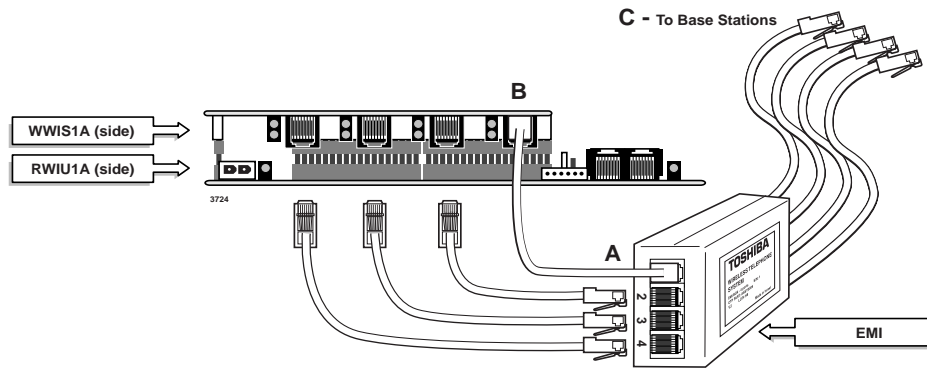 C - To Base Stations
B
WWIS1A (side)
RWIU1A (side)
3724
A
TOSHIBA
WIRELESS TELEPHONE
SYSTEM
2
3
4
EMI